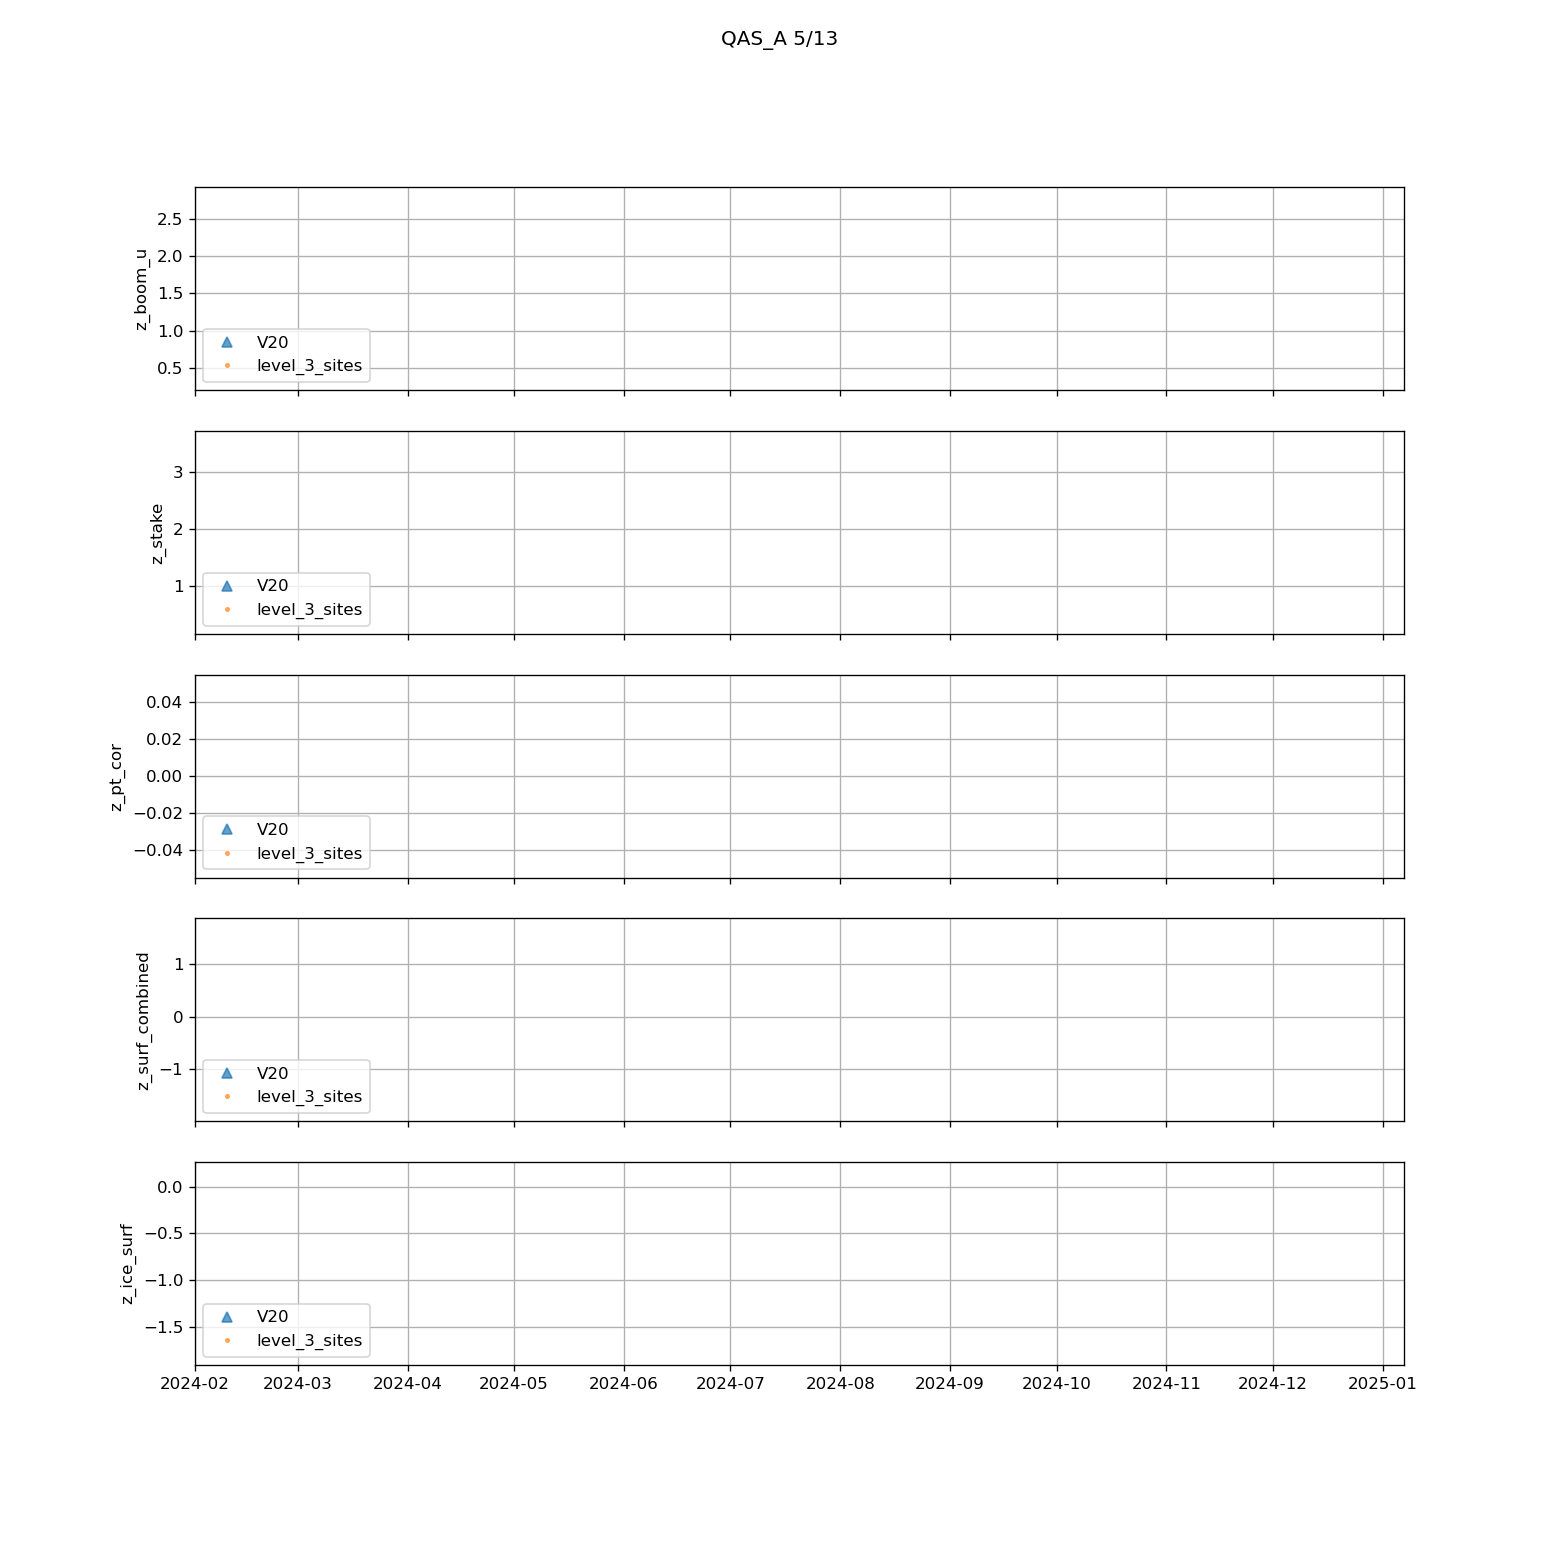 QAS_A 5/13
z_boom_u
2.5
2.0
1.5
1.0
0.5
V20
level_3_sites
z_stake
3
2
1
V20
level_3_sites
z_pt_cor
0.04
0.02
0.00
−0.02
−0.04
V20
level_3_sites
z_surf_combined
1
0
−1
V20
level_3_sites
z_ice_surf
0.0
−0.5
−1.0
−1.5
V20
level_3_sites
2024-02 2024-03 2024-04 2024-05 2024-06 2024-07 2024-08 2024-09 2024-10 2024-11 2024-12 2025-01